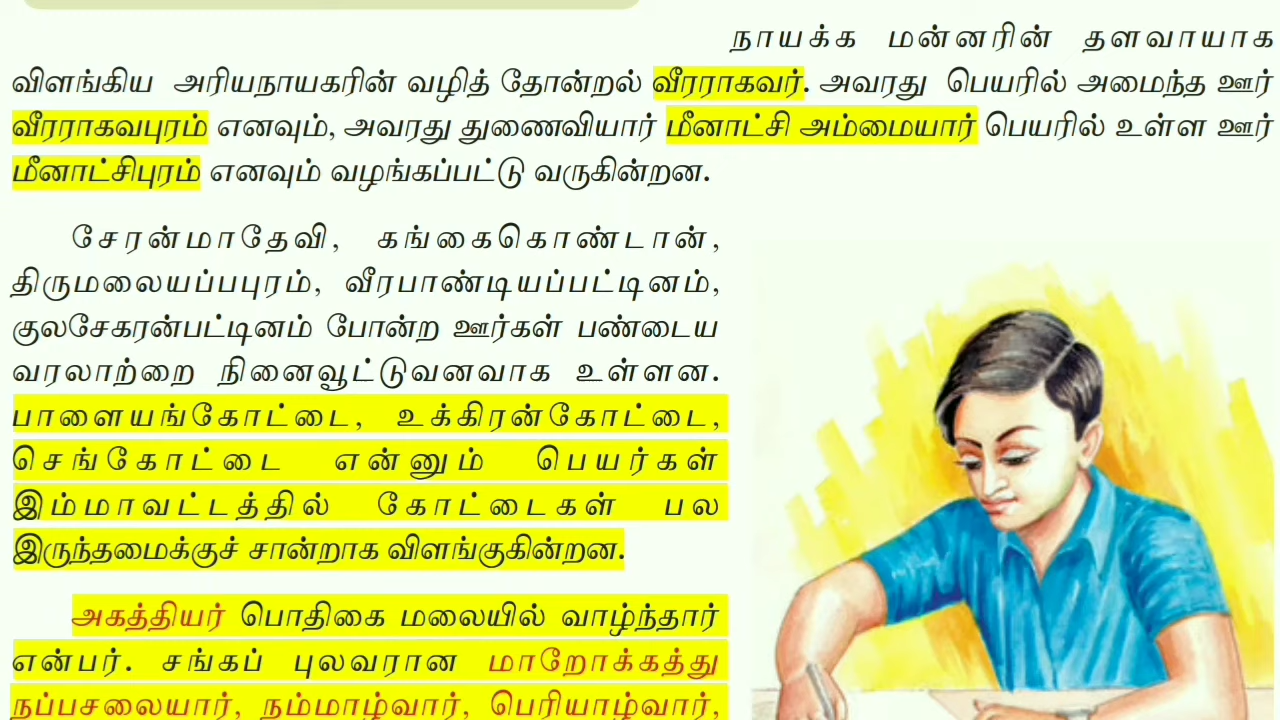 நாயக்க மன்னரின் தளவாயாக
விளங்கிய அரியநாயகரின் வழித் தோன்றல் வீரராகவர். அவரது பெயரில் அமைந்த ஊர்
வீரராகவபுரம் எனவும், அவரது துணைவியார் மீனாட்சி அம்மையார் பெயரில் உள்ள ஊர்
மீனாட்சிபுரம் எனவும் வழங்கப்பட்டு வருகின்றன.
சேரன்மாதேவி, கங்கைகொண்டான்,
திருமலையப்பபுரம், வீரபாண்டியப்பட்டினம்,
குலசேகரன்பட்டினம் போன்ற ஊர்கள் பண்டைய
வரலாற்றை நினைவூட்டுவனவாக உள்ளன.
பாளையங்கோட்டை, உக்கிரன்கோட்டை,
செங்கோட்டை என்னும் பெயர்கள்
இம்மாவட்டத்தில் கோட்டைகள் பல
இருந்தமைக்குச் சான்றாக விளங்குகின்றன.
அகத்தியர் பொதிகை மலையில் வாழ்ந்தார்
என்பர். சங்கப் புலவரான மாறோக்கத்து
நப்பசலையார், நம்மாழ்வார், பெரியாழ்வார்,